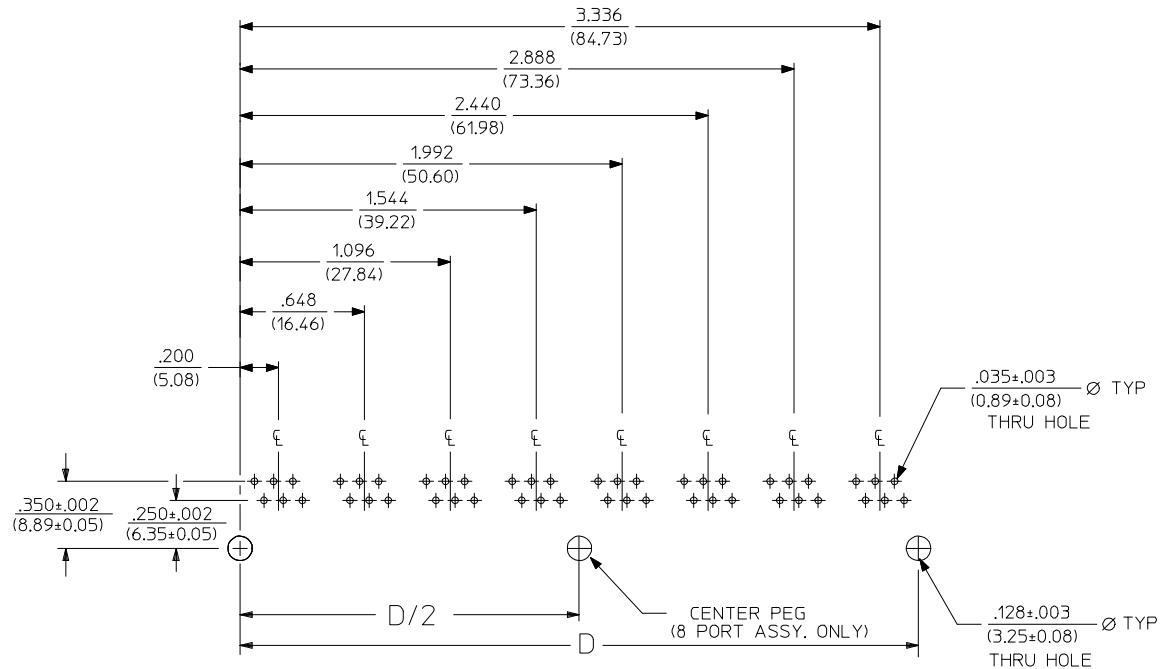 3.336
(84.73)
2.888
(73.36)
2.440
(61.98)
1.992
(50.60)
1.544
(39.22)
1.096
(27.84)
.648
(16.46)
.200
(5.08)
.035±.003
(0.89±0.08)
Ø TYP
THRU HOLE
℄ ℄ ℄ ℄ ℄ ℄ ℄ ℄
.350±.002
(8.89±0.05)
.250±.002
(6.35±0.05)
D/2
CENTER PEG
(8 PORT ASSY. ONLY)
D
.128±.003
(3.25±0.08)
Ø TYP
THRU HOLE